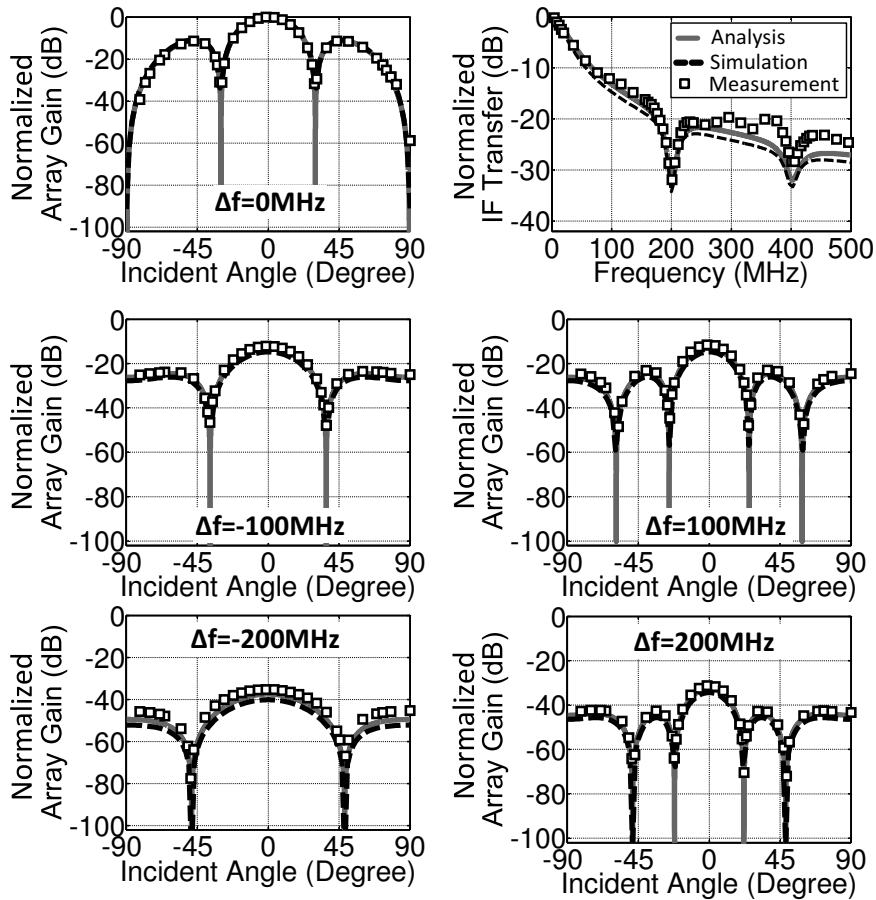 Normalized
Array Gain (dB)
0
-20
-40
-60
-80
-100
Δf=0MHz
-90 -45 0 45 90
Incident Angle (Degree)
Normalized
IF Transfer (dB)
0
-10
-20
-30
-40
Analysis
Simulation
Measurement
0 100 200 300 400 500
Frequency (MHz)
Normalized
Array Gain (dB)
0
-20
-40
-60
-80
-100
Δf=-100MHz
-90 -45 0 45 90
Incident Angle (Degree)
Normalized
Array Gain (dB)
0
-20
-40
-60
-80
-100
Δf=100MHz
-90 -45 0 45 90
Incident Angle (Degree)
Normalized
Array Gain (dB)
0
-20
-40
-60
-80
-100
Δf=-200MHz
-90 -45 0 45 90
Incident Angle (Degree)
Normalized
Array Gain (dB)
0
-20
-40
-60
-80
-100
Δf=200MHz
-90 -45 0 45 90
Incident Angle (Degree)